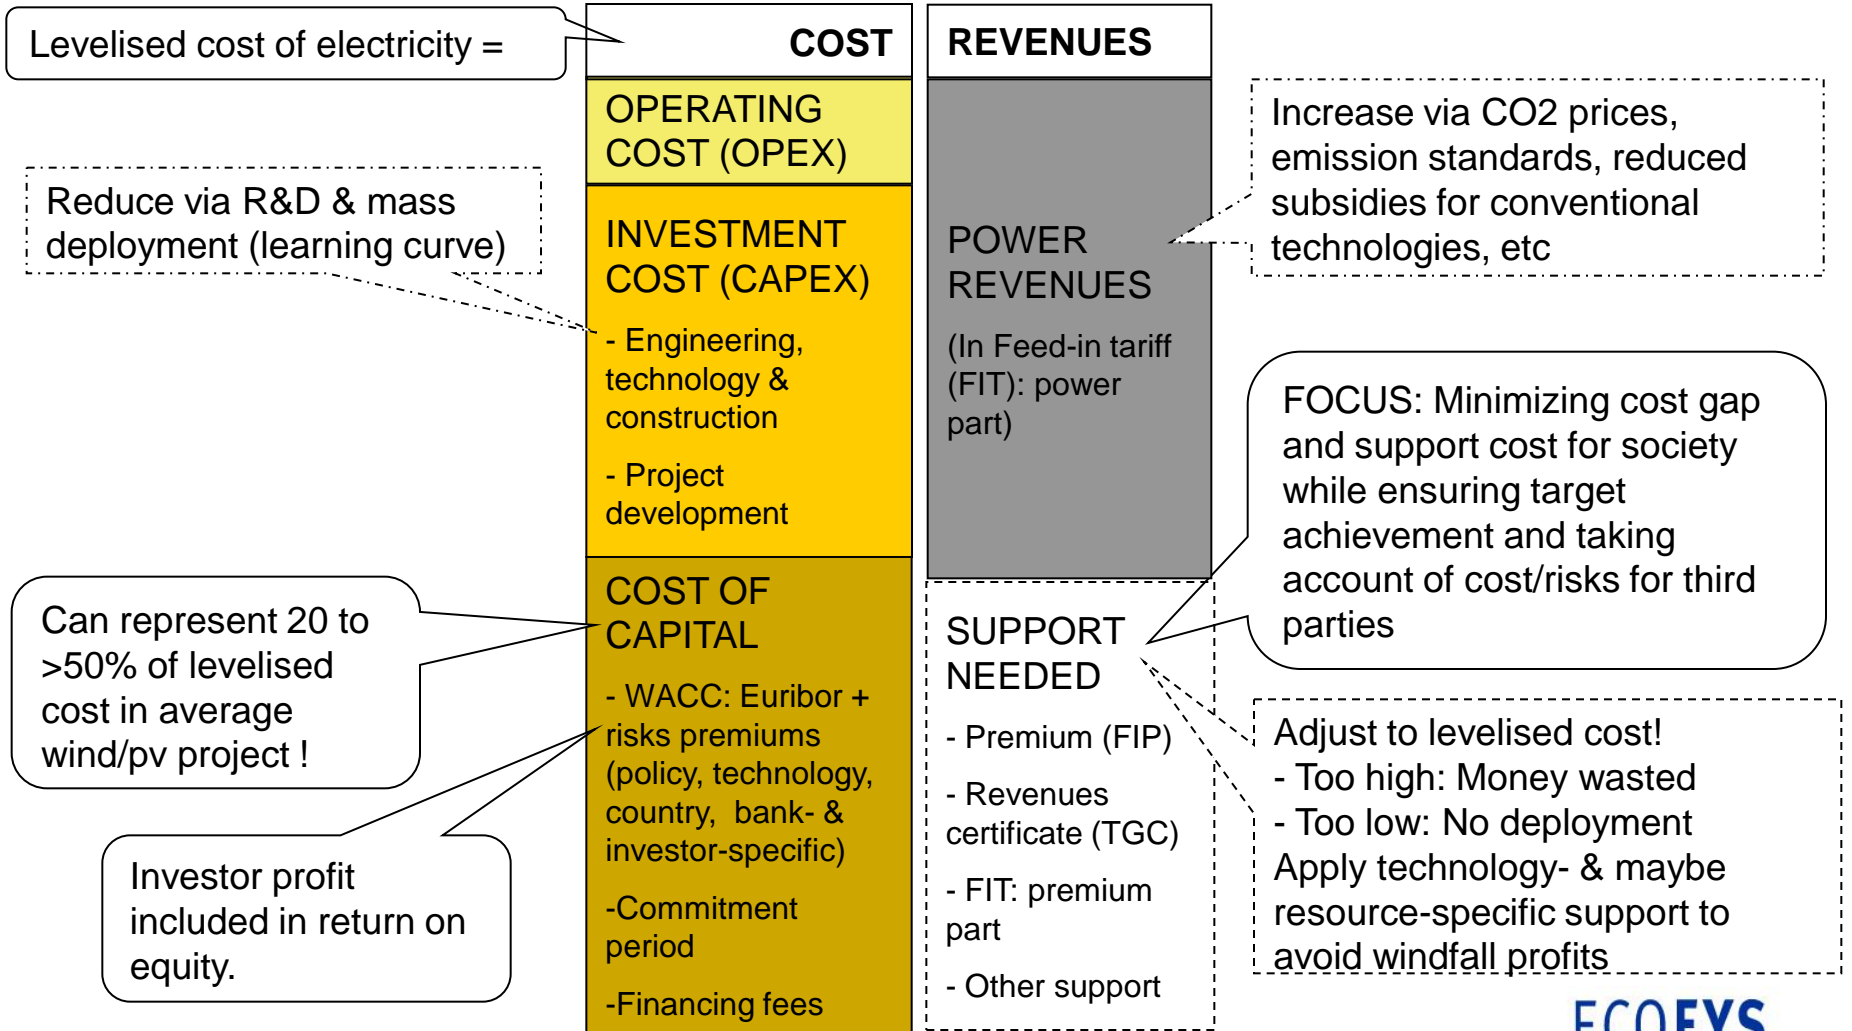 Levelised cost of electricity =
COST
REVENUES
OPERATING
COST (OPEX)
Reduce via R&D & mass
deployment (learning curve)
INVESTMENT
COST (CAPEX)
- Engineering,
technology &
construction
- Project
development
POWER
REVENUES
(In Feed-in tariff
(FIT): power
part)
Increase via CO2 prices,
emission standards, reduced
subsidies for conventional
technologies, etc
FOCUS: Minimizing cost gap
and support cost for society
while ensuring target
achievement and taking
account of cost/risks for third
parties
Can represent 20 to
>50% of levelised
cost in average
wind/pv project !
COST OF
CAPITAL
- WACC: Euribor +
risks premiums
(policy, technology,
country, bank- &
investor-specific)
-Commitment
period
-Financing fees
Investor profit
included in return on
equity.
SUPPORT
NEEDED
- Premium (FIP)
- Revenues
certificate (TGC)
- FIT: premium
part
- Other support
Adjust to levelised cost!
- Too high: Money wasted
- Too low: No deployment
Apply technology- & maybe
resource-specific support to
avoid windfall profits
ECOFYS